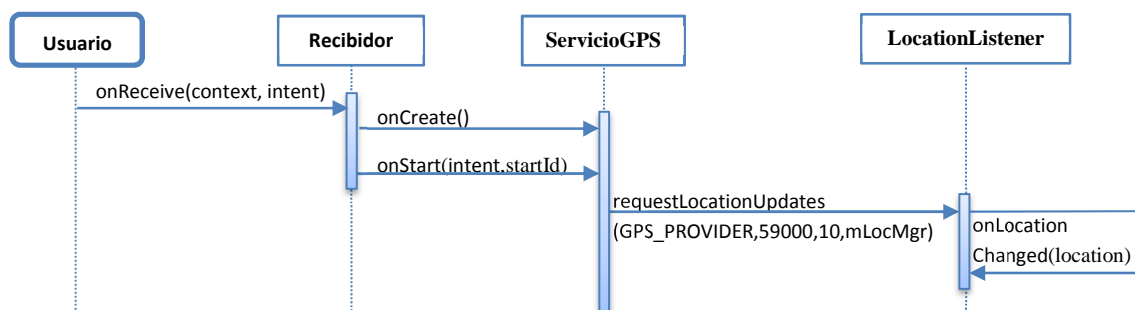 Usuario
Recibidor
ServicioGPS
LocationListener
onReceive(context, intent)
onCreate()
onStart(intent,startId)
requestLocationUpdates
(GPS_PROVIDER,59000,10,mLocMgr)
onLocation
Changed(location)